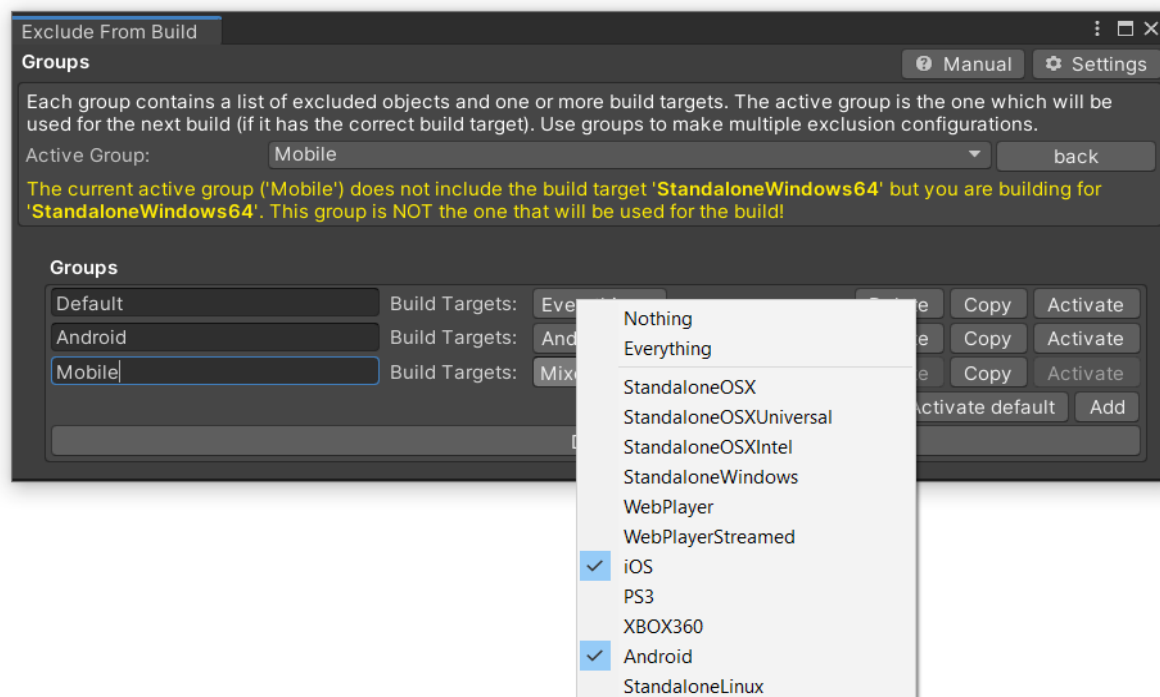 Exclude From Build
Groups
Manual
Settings
Each group contains a list of excluded objects and one or more build targets. The active group is the one which will be
used for the next build (if it has the correct build target). Use groups to make multiple exclusion configurations.
Active Group:
Mobile
back
The current active group ('Mobile') does not include the build target 'StandaloneWindows64' but you are building for
'StandaloneWindows64'. This group is NOT the one that will be used for the build!
Groups
Default
Build Targets:
Copy
Activate
Android
Build Targets:
Copy
Activate
Mobile
Build Targets:
Copy
Activate
Activate default
Add
Nothing
Everything
StandaloneOSX
StandaloneOSXUniversal
StandaloneOSXIntel
StandaloneWindows
WebPlayer
WebPlayerStreamed
iOS
PS3
XBOX360
Android
StandaloneLinux